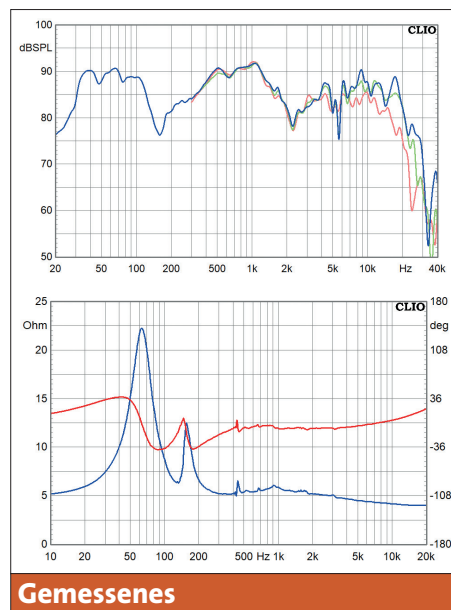 100
CLIO
dBSPL
90
80
70
60
50
20 50 100 200 500 1k 2k 5k 10k Hz 40k
25 CLIO 180
Ohm deg
20 108
15 36
10 -36
5 -108
0 -180
10 20 50 100 200 500 Hz 1k 2k 5k 10k 20k
Gemessenes